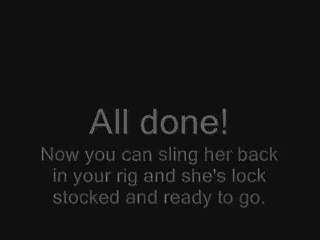 All done!
Now you can sling her back
in your rig and she's lock
stocked and ready to go.